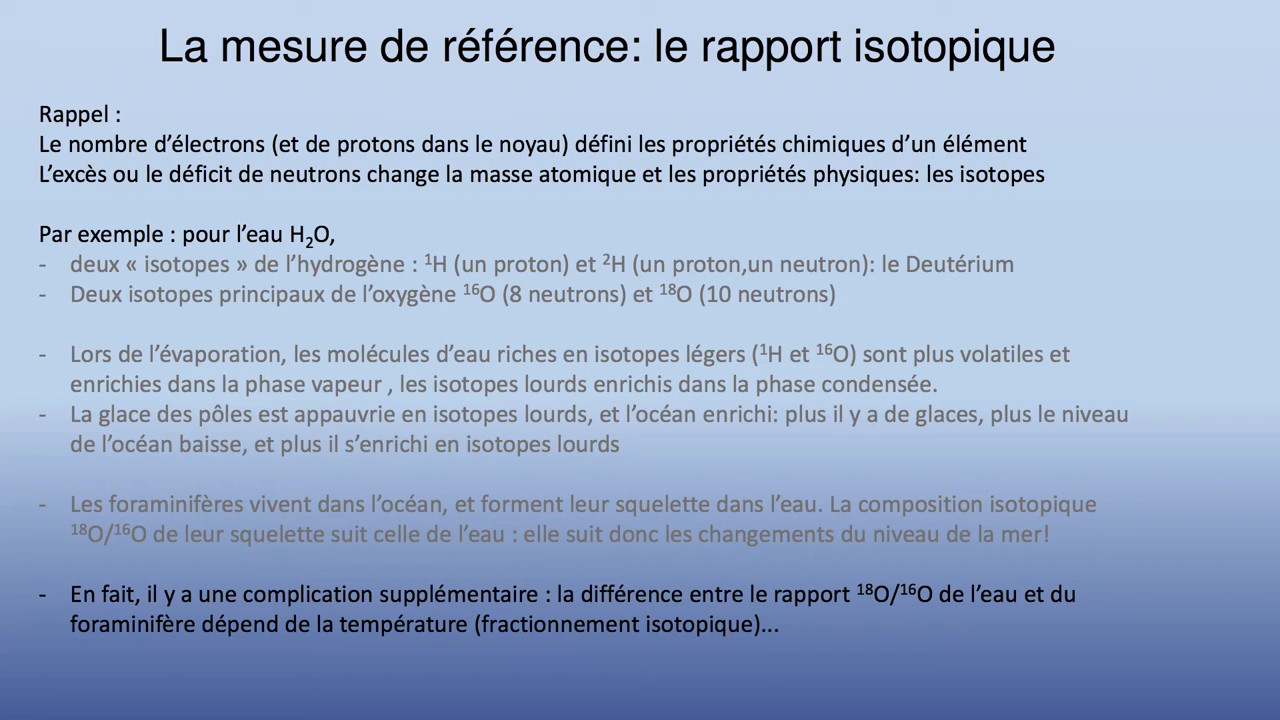 La mesure de référence: le rapport isotopique
Rappel :
Le nombre d’électrons (et de protons dans le noyau) défini les propriétés chimiques d’un élément
L’excès ou le déficit de neutrons change la masse atomique et les propriétés physiques: les isotopes
Par exemple : pour l’eau H₂O,
- deux « isotopes » de l’hydrogène : ¹H (un proton) et ²H (un proton,un neutron): le Deutérium
- Deux isotopes principaux de l’oxygène ¹⁶O (8 neutrons) et ¹⁸O (10 neutrons)
- Lors de l’évaporation, les molécules d’eau riches en isotopes légers (¹H et ¹⁶O) sont plus volatiles et
enrichies dans la phase vapeur , les isotopes lourds enrichis dans la phase condensée.
- La glace des pôles est appauvrie en isotopes lourds, et l’océan enrichi: plus il y a de glaces, plus le niveau
de l’océan baisse, et plus il s’enrichi en isotopes lourds
- Les foraminifères vivent dans l’océan, et forment leur squelette dans l’eau. La composition isotopique
¹⁸O/¹⁶O de leur squelette suit celle de l’eau : elle suit donc les changements du niveau de la mer!
- En fait, il y a une complication supplémentaire : la différence entre le rapport ¹⁸O/¹⁶O de l’eau et du
foraminifère dépend de la température (fractionnement isotopique)...